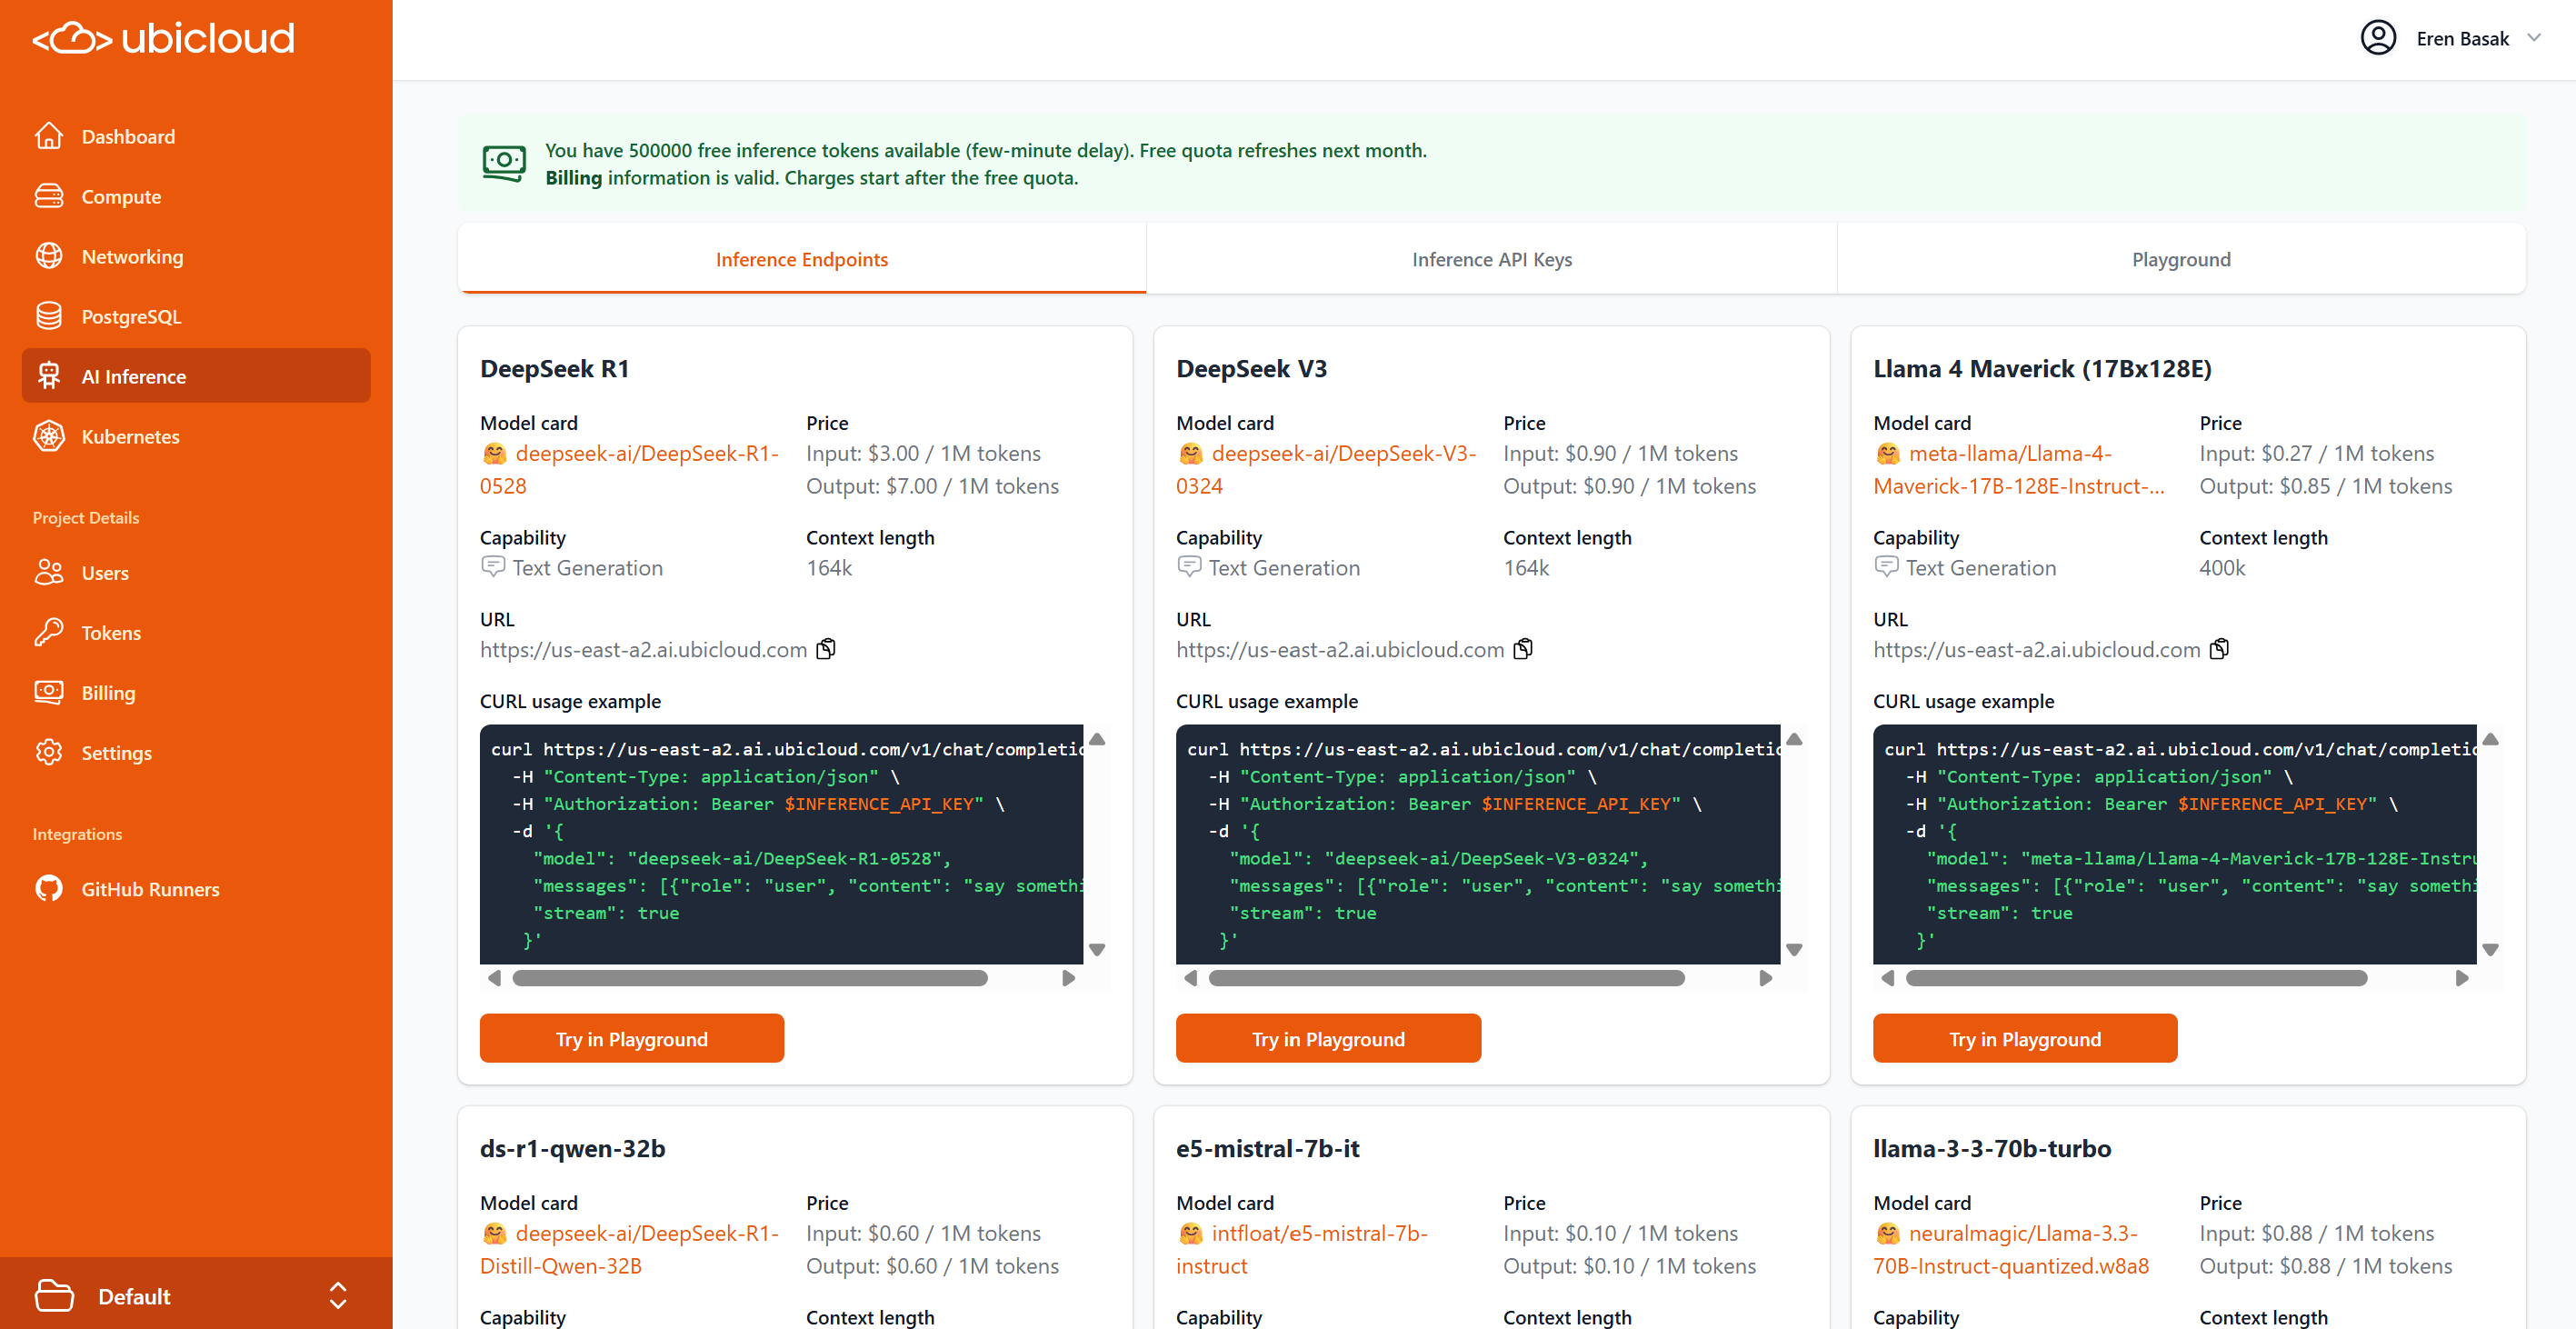 ubicloud
Eren Basak
Dashboard
Compute
Networking
PostgreSQL
AI Inference
Kubernetes
Project Details
Users
Tokens
Billing
Settings
Integrations
GitHub Runners
Default
You have 500000 free inference tokens available (few-minute delay). Free quota refreshes next month.
Billing information is valid. Charges start after the free quota.
Inference Endpoints
Inference API Keys
Playground
DeepSeek R1
Model card
deepseek-ai/DeepSeek-R1-
0528
Price
Input: $3.00 / 1M tokens
Output: $7.00 / 1M tokens
Capability
Text Generation
Context length
164k
URL
https://us-east-a2.ai.ubicloud.com
CURL usage example
curl https://us-east-a2.ai.ubicloud.com/v1/chat/completic
-H "Content-Type: application/json" \
-H "Authorization: Bearer $INFERENCE_API_KEY" \
-d '{
"model": "deepseek-ai/DeepSeek-R1-0528",
"messages": [{"role": "user", "content": "say somethi
"stream": true
}'
Try in Playground
DeepSeek V3
Model card
deepseek-ai/DeepSeek-V3-
0324
Price
Input: $0.90 / 1M tokens
Output: $0.90 / 1M tokens
Capability
Text Generation
Context length
164k
URL
https://us-east-a2.ai.ubicloud.com
CURL usage example
curl https://us-east-a2.ai.ubicloud.com/v1/chat/completic
-H "Content-Type: application/json" \
-H "Authorization: Bearer $INFERENCE_API_KEY" \
-d '{
"model": "deepseek-ai/DeepSeek-V3-0324",
"messages": [{"role": "user", "content": "say somethi
"stream": true
}'
Try in Playground
Llama 4 Maverick (17Bx128E)
Model card
meta-llama/Llama-4-
Maverick-17B-128E-Instruct-...
Price
Input: $0.27 / 1M tokens
Output: $0.85 / 1M tokens
Capability
Text Generation
Context length
400k
URL
https://us-east-a2.ai.ubicloud.com
CURL usage example
curl https://us-east-a2.ai.ubicloud.com/v1/chat/completic
-H "Content-Type: application/json" \
-H "Authorization: Bearer $INFERENCE_API_KEY" \
-d '{
"model": "meta-llama/Llama-4-Maverick-17B-128E-Instru
"messages": [{"role": "user", "content": "say somethi
"stream": true
}'
Try in Playground
ds-r1-qwen-32b
Model card
deepseek-ai/DeepSeek-R1-
Distill-Qwen-32B
Price
Input: $0.60 / 1M tokens
Output: $0.60 / 1M tokens
Capability
Context length
e5-mistral-7b-it
Model card
intfloat/e5-mistral-7b-
instruct
Price
Input: $0.10 / 1M tokens
Output: $0.10 / 1M tokens
Capability
Context length
llama-3-3-70b-turbo
Model card
neuralmagic/Llama-3.3-
70B-Instruct-quantized.w8a8
Price
Input: $0.88 / 1M tokens
Output: $0.88 / 1M tokens
Capability
Context length